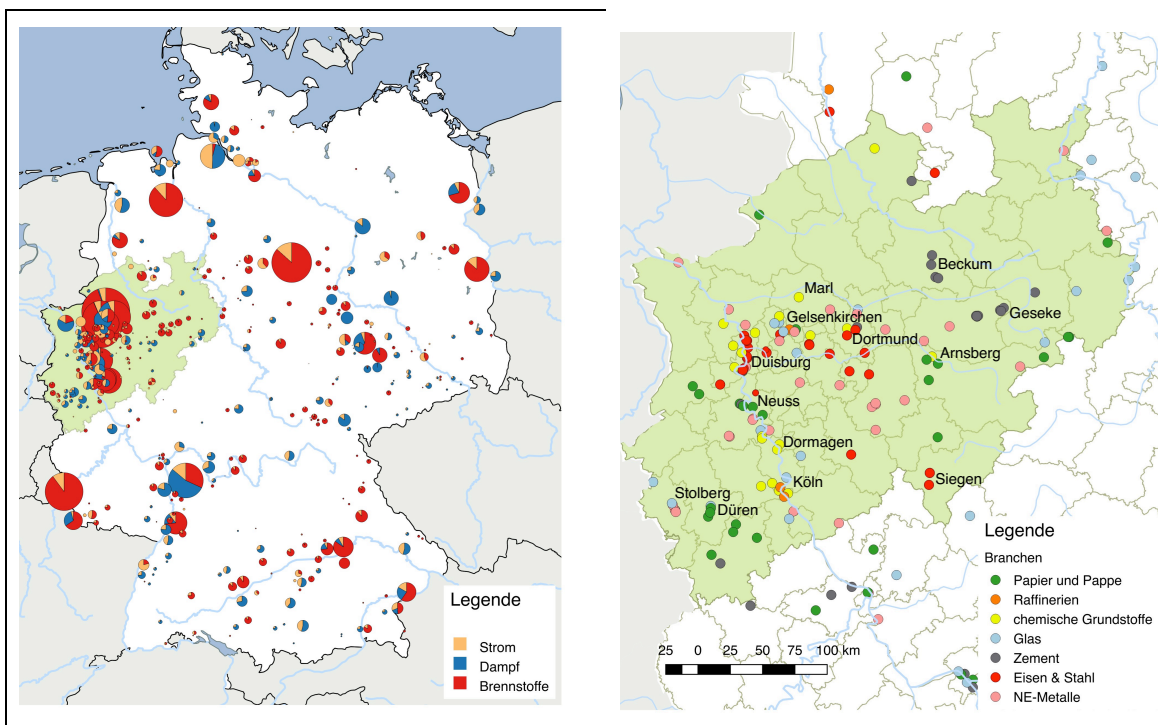 Legende
Strom
Dampf
Brennstoffe
Beckum
Marl
Geseke
Gelsenkirchen
Dortmund
Arnsberg
Duisburg
Neuss
Dormagen
Köln
Siegen
Stolberg
Düren
Legende
Branchen
Papier und Pappe
Raffinerien
chemische Grundstoffe
Glas
Zement
Eisen & Stahl
NE-Metalle
25 0 25 50 75 100 km